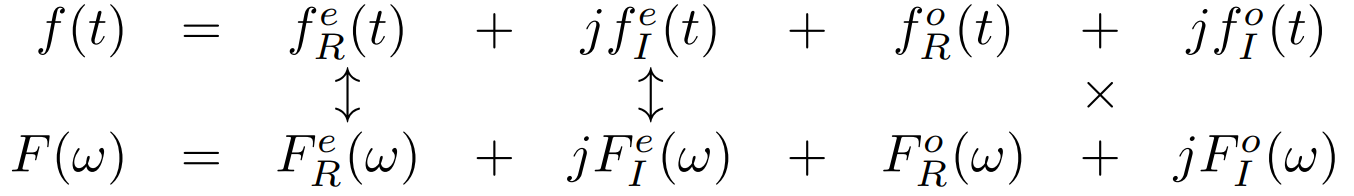 f(t) = f_R^e(t) + jf_I^e(t) + f_R^o(t) + jf_I^o(t)
↕ ↕ ×
F(ω) = F_R^e(ω) + jF_I^e(ω) + F_R^o(ω) + jF_I^o(ω)